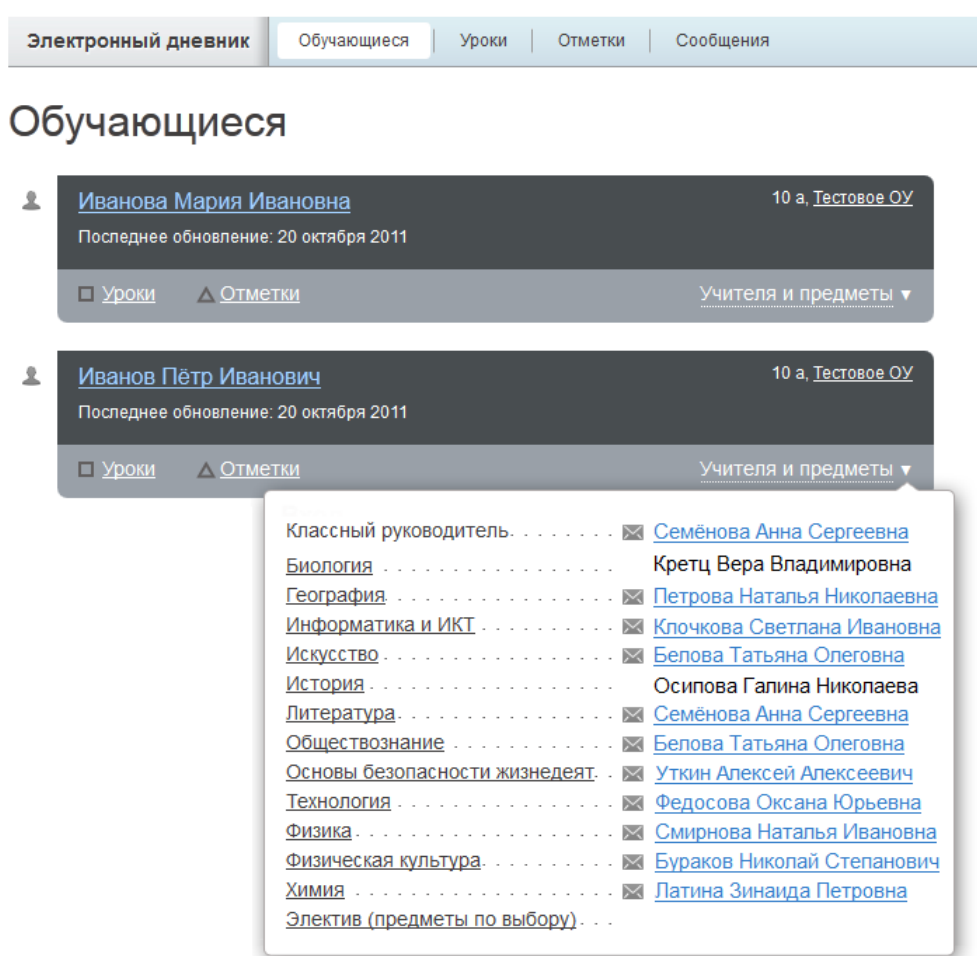 Электронный дневник Обучающиеся Уроки Отметки Сообщения
Обучающиеся
Иванова Мария Ивановна 10 а, Тестовое ОУ
Последнее обновление: 20 октября 2011
Уроки Отметки Учителя и предметы
Иванов Пётр Иванович 10 а, Тестовое ОУ
Последнее обновление: 20 октября 2011
Уроки Отметки Учителя и предметы
Классный руководитель. . . . . . . . Семёнова Анна Сергеевна
Биология . . . . . . . . . . . . . . . . . Кретц Вера Владимировна
География. . . . . . . . . . . . . . . . . Петрова Наталья Николаевна
Информатика и ИКТ . . . . . . . . . . Клочкова Светлана Ивановна
Искусство . . . . . . . . . . . . . . . . . Белова Татьяна Олеговна
История . . . . . . . . . . . . . . . . . . Осипова Галина Николаева
Литература. . . . . . . . . . . . . . . . Семёнова Анна Сергеевна
Обществознание . . . . . . . . . . . . Белова Татьяна Олеговна
Основы безопасности жизнедеят. . Уткин Алексей Алексеевич
Технология . . . . . . . . . . . . . . . . Федосова Оксана Юрьевна
Физика. . . . . . . . . . . . . . . . . . . Смирнова Наталья Ивановна
Физическая культура. . . . . . . . . . Бураков Николай Степанович
Химия . . . . . . . . . . . . . . . . . . . Латина Зинаида Петровна
Электив (предметы по выбору) . . .